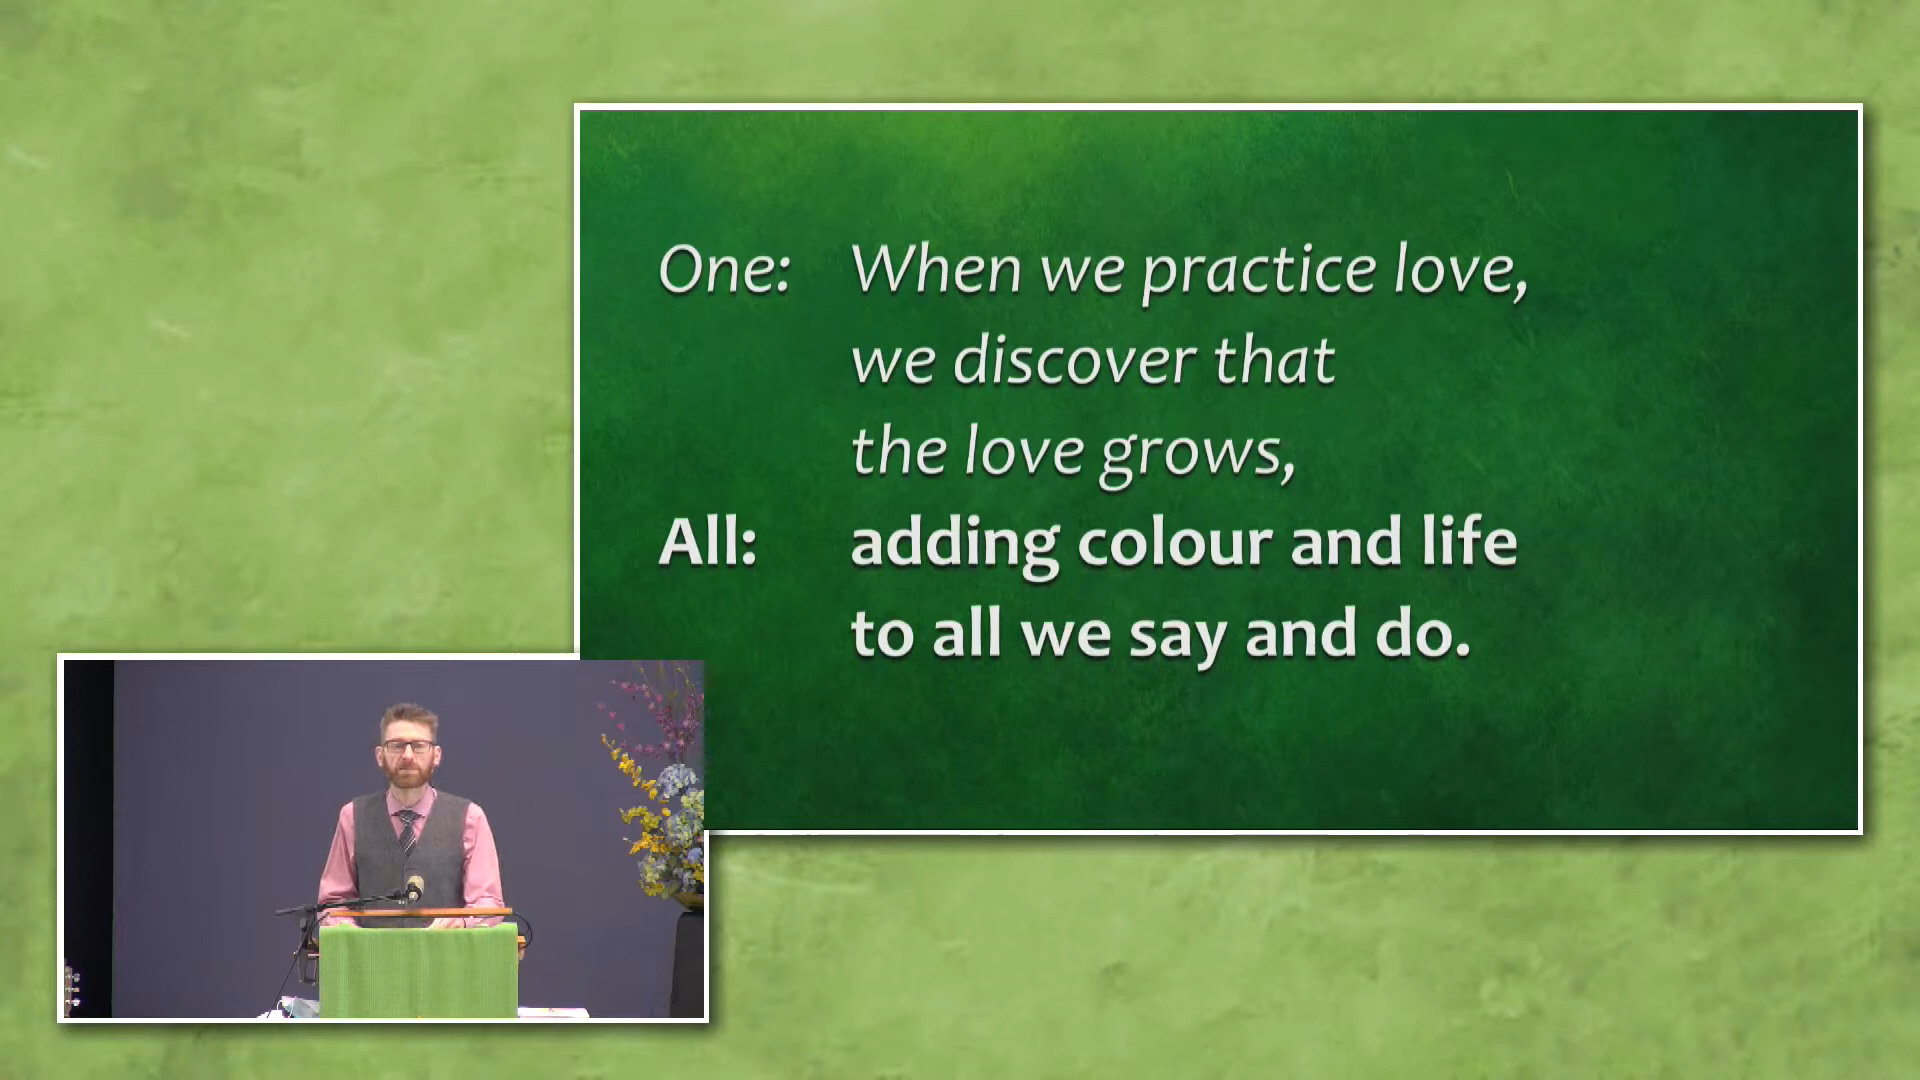 One: When we practice love,
we discover that
the love grows,
All: adding colour and life
to all we say and do.